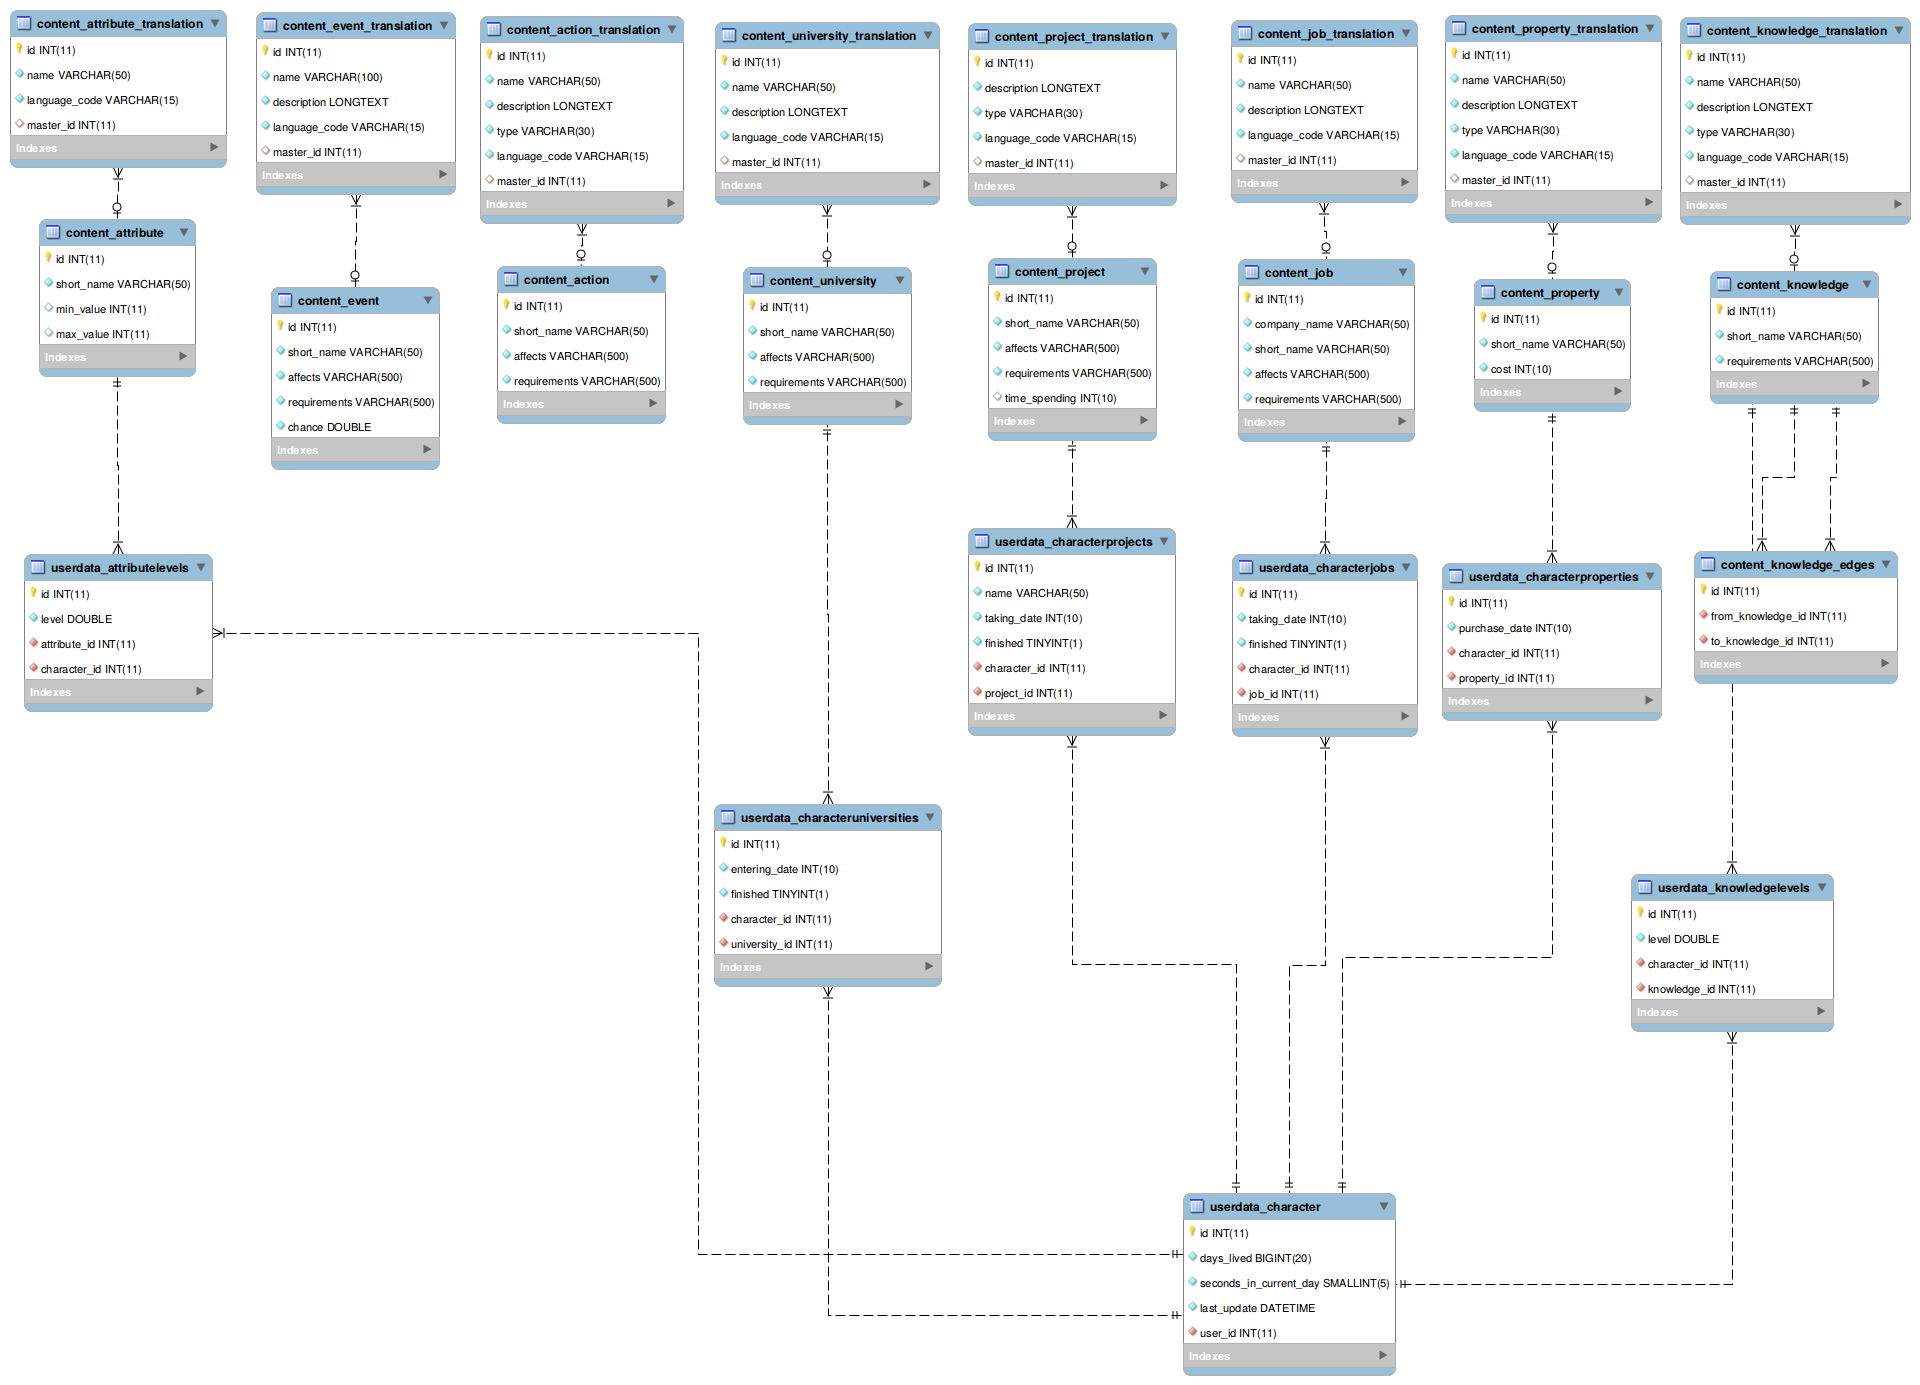 content_attribute_translation
id INT(11)
name VARCHAR(50)
language_code VARCHAR(15)
master_id INT(11)
Indexes
content_event_translation
id INT(11)
name VARCHAR(100)
description LONGTEXT
language_code VARCHAR(15)
master_id INT(11)
Indexes
content_action_translation
id INT(11)
name VARCHAR(50)
description LONGTEXT
type VARCHAR(30)
language_code VARCHAR(15)
master_id INT(11)
Indexes
content_university_translation
id INT(11)
name VARCHAR(50)
description LONGTEXT
language_code VARCHAR(15)
master_id INT(11)
Indexes
content_project_translation
id INT(11)
description LONGTEXT
type VARCHAR(30)
language_code VARCHAR(15)
master_id INT(11)
Indexes
content_job_translation
id INT(11)
name VARCHAR(50)
description LONGTEXT
language_code VARCHAR(15)
master_id INT(11)
Indexes
content_property_translation
id INT(11)
name VARCHAR(50)
description LONGTEXT
type VARCHAR(30)
language_code VARCHAR(15)
master_id INT(11)
Indexes
content_knowledge_translation
id INT(11)
name VARCHAR(50)
description LONGTEXT
type VARCHAR(30)
language_code VARCHAR(15)
master_id INT(11)
Indexes
content_attribute
id INT(11)
short_name VARCHAR(50)
min_value INT(11)
max_value INT(11)
Indexes
content_event
id INT(11)
short_name VARCHAR(50)
affects VARCHAR(500)
requirements VARCHAR(500)
chance DOUBLE
Indexes
content_action
id INT(11)
short_name VARCHAR(50)
affects VARCHAR(500)
requirements VARCHAR(500)
Indexes
content_university
id INT(11)
short_name VARCHAR(50)
affects VARCHAR(500)
requirements VARCHAR(500)
Indexes
content_project
id INT(11)
short_name VARCHAR(50)
affects VARCHAR(500)
requirements VARCHAR(500)
time_spending INT(10)
Indexes
content_job
id INT(11)
company_name VARCHAR(50)
short_name VARCHAR(50)
affects VARCHAR(500)
requirements VARCHAR(500)
Indexes
content_property
id INT(11)
short_name VARCHAR(50)
cost INT(10)
Indexes
content_knowledge
id INT(11)
short_name VARCHAR(50)
requirements VARCHAR(500)
Indexes
userdata_attributelevels
id INT(11)
level DOUBLE
attribute_id INT(11)
character_id INT(11)
Indexes
userdata_characterprojects
id INT(11)
name VARCHAR(50)
taking_date INT(10)
finished TINYINT(1)
character_id INT(11)
project_id INT(11)
Indexes
userdata_characterjobs
id INT(11)
taking_date INT(10)
finished TINYINT(1)
character_id INT(11)
job_id INT(11)
Indexes
userdata_characterproperties
id INT(11)
purchase_date INT(10)
character_id INT(11)
property_id INT(11)
Indexes
content_knowledge_edges
id INT(11)
from_knowledge_id INT(11)
to_knowledge_id INT(11)
Indexes
userdata_characteruniversities
id INT(11)
entering_date INT(10)
finished TINYINT(1)
character_id INT(11)
university_id INT(11)
Indexes
userdata_knowledgelevels
id INT(11)
level DOUBLE
character_id INT(11)
knowledge_id INT(11)
Indexes
userdata_character
id INT(11)
days_lived BIGINT(20)
seconds_in_current_day SMALLINT(5)
last_update DATETIME
user_id INT(11)
Indexes